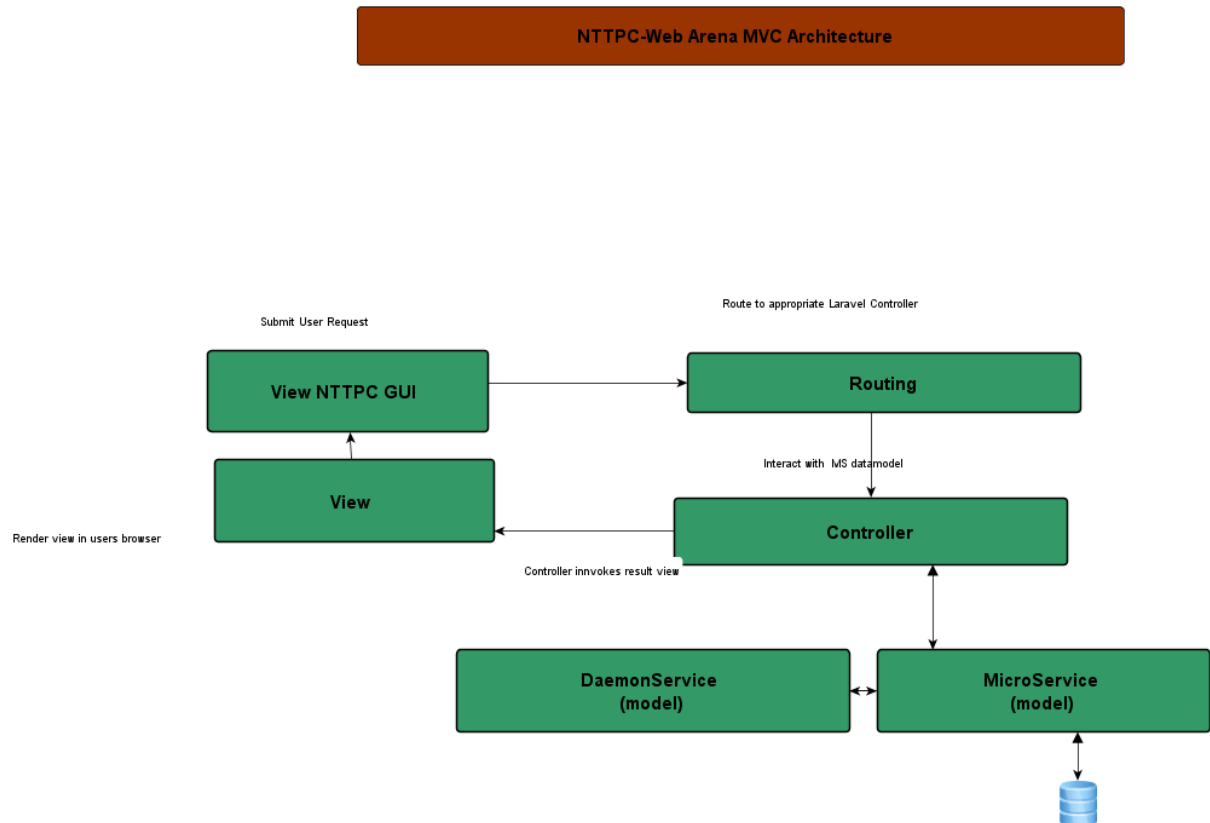 NTTPC-Web Arena MVC Architecture
Route to appropriate Laravel Controller
Submit User Request
View NTTPC GUI
Routing
Interact with MS datamodel
View
Controller
Render view in users browser
Controller innvokes result view
DaemonService
(model)
MicroService
(model)